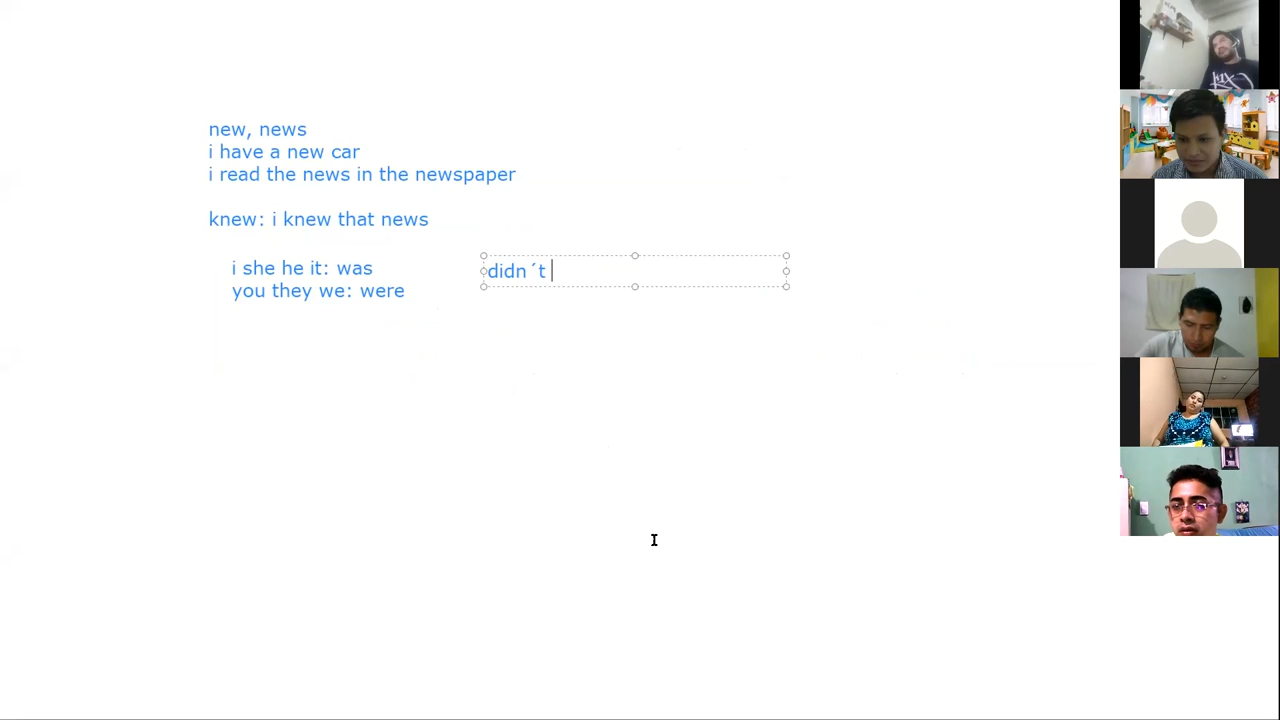 new, news
i have a new car
i read the news in the newspaper
knew: i knew that news
i she he it: was
you they we: were
didn´t